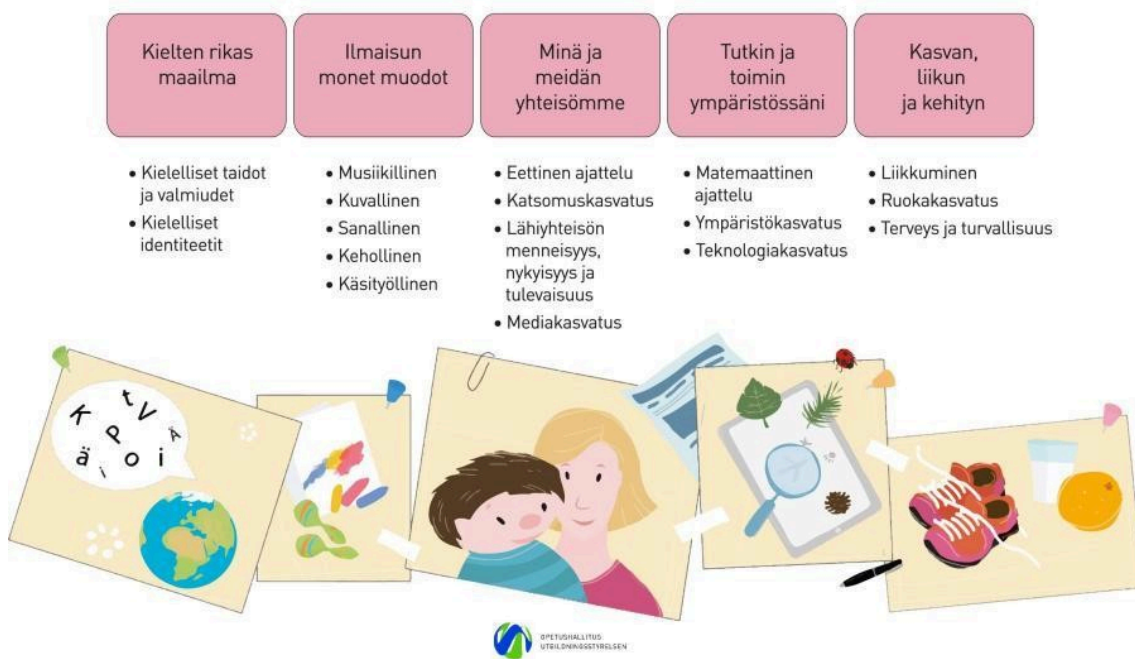 Kielten rikas
maailma
Ilmaisun
monet muodot
Minä ja
meidän
yhteisömme
Tutkin ja
toimin
ympäristössäni
Kasvan,
liikun
ja kehityn
• Kielelliset taidot
ja valmiudet
• Kielelliset
identiteetit
• Musiikillinen
• Kuvallinen
• Sanallinen
• Kehollinen
• Käsityöllinen
• Eettinen ajattelu
• Katsomuskasvatus
• Lähiyhteisön
menneisyys,
nykyisyys ja
tulevaisuus
• Mediakasvatus
• Matemaattinen
ajattelu
• Ympäristökasvatus
• Teknologiakasvatus
• Liikkuminen
• Ruokakasvatus
• Terveys ja turvallisuus
K t V
P Ä
ä i o i
OPETUSHALLITUS
UTBILDNINGSSTYRELSEN